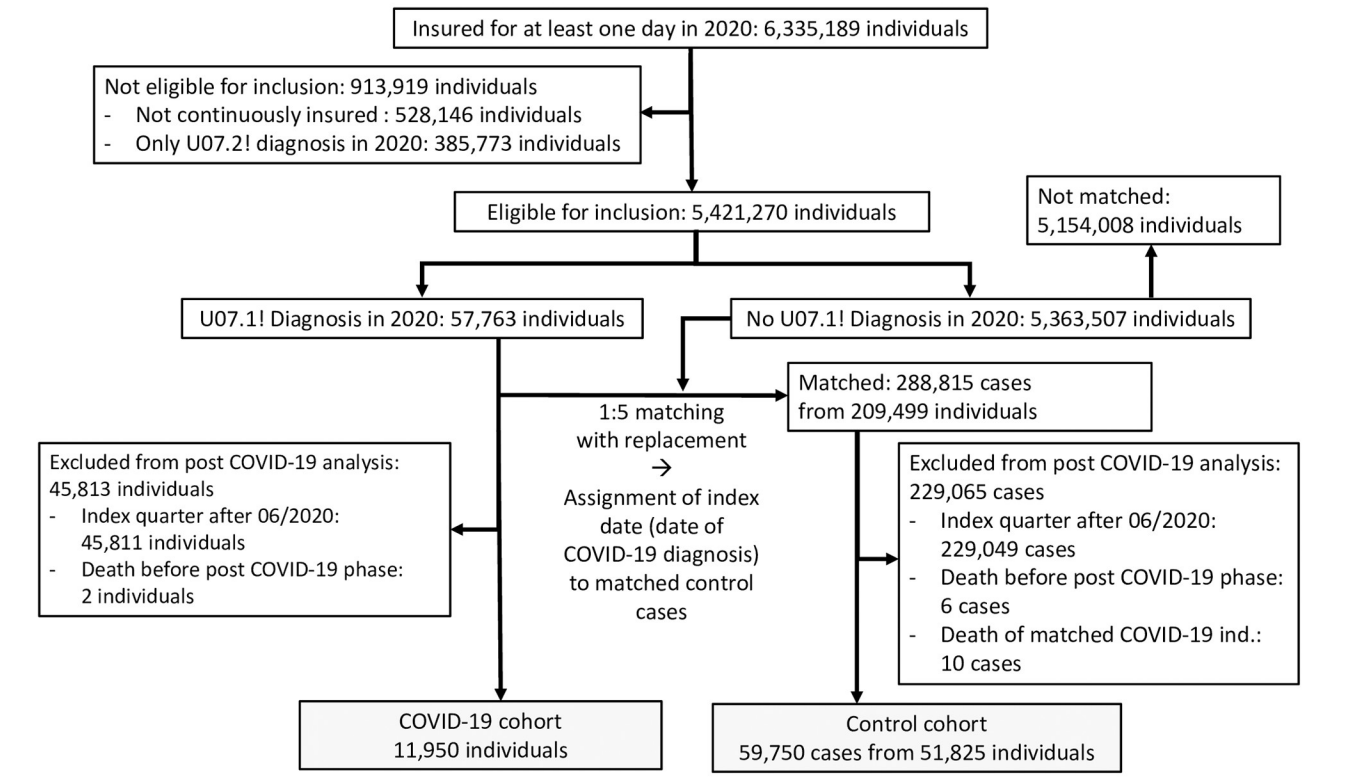 Insured for at least one day in 2020: 6,335,189 individuals
Not eligible for inclusion: 913,919 individuals
- Not continuously insured : 528,146 individuals
- Only U07.2! diagnosis in 2020: 385,773 individuals
Eligible for inclusion: 5,421,270 individuals
Not matched:
5,154,008 individuals
U07.1! Diagnosis in 2020: 57,763 individuals
No U07.1! Diagnosis in 2020: 5,363,507 individuals
Matched: 288,815 cases
from 209,499 individuals
1:5 matching
with replacement
→
Assignment of index
date (date of
COVID-19 diagnosis)
to matched control
cases
Excluded from post COVID-19 analysis:
45,813 individuals
- Index quarter after 06/2020:
45,811 individuals
- Death before post COVID-19 phase:
2 individuals
Excluded from post COVID-19 analysis:
229,065 cases
- Index quarter after 06/2020:
229,049 cases
- Death before post COVID-19 phase:
6 cases
- Death of matched COVID-19 ind.:
10 cases
COVID-19 cohort
11,950 individuals
Control cohort
59,750 cases from 51,825 individuals